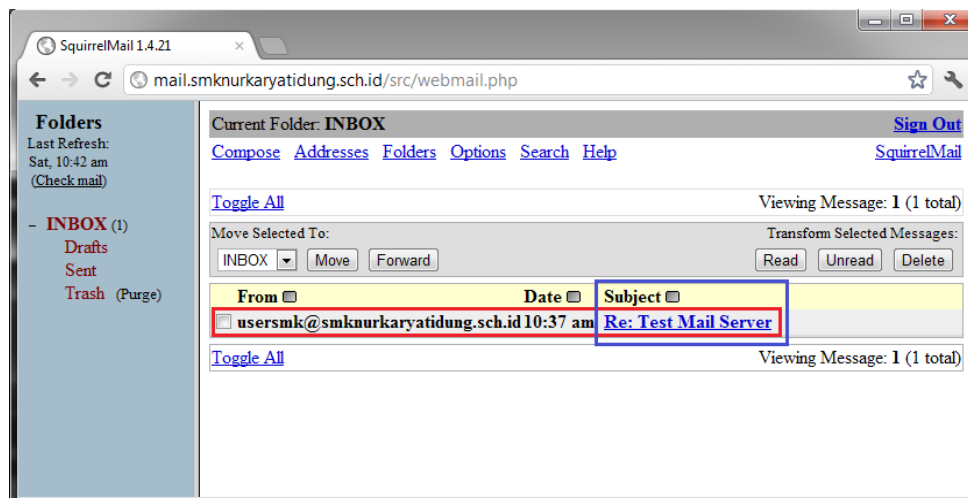 SquirrelMail 1.4.21
mail.smknurkaryatidung.sch.id/src/webmail.php
Folders
Last Refresh:
Sat, 10:42 am
(Check mail)
– INBOX (1)
Drafts
Sent
Trash (Purge)
Current Folder: INBOX Sign Out
Compose Addresses Folders Options Search Help SquirrelMail
Toggle All Viewing Message: 1 (1 total)
Move Selected To: Transform Selected Messages:
INBOX Move Forward Read Unread Delete
From Date Subject
usersmk@smknurkaryatidung.sch.id 10:37 am Re: Test Mail Server
Toggle All Viewing Message: 1 (1 total)